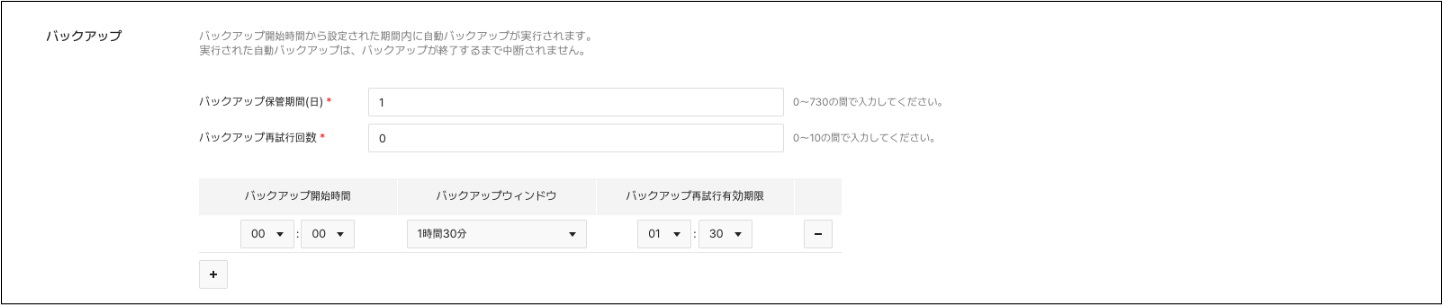 バックアップ
バックアップ開始時間から設定された期間内に自動バックアップが実行されます。
実行された自動バックアップは、バックアップが終了するまで中断されません。
バックアップ保管期間(日) * 1 0～730の間で入力してください。
バックアップ再試行回数 * 0 0～10の間で入力してください。
バックアップ開始時間 バックアップウィンドウ バックアップ再試行有効期限
00 : 00 1時間30分 01 : 30 −
+